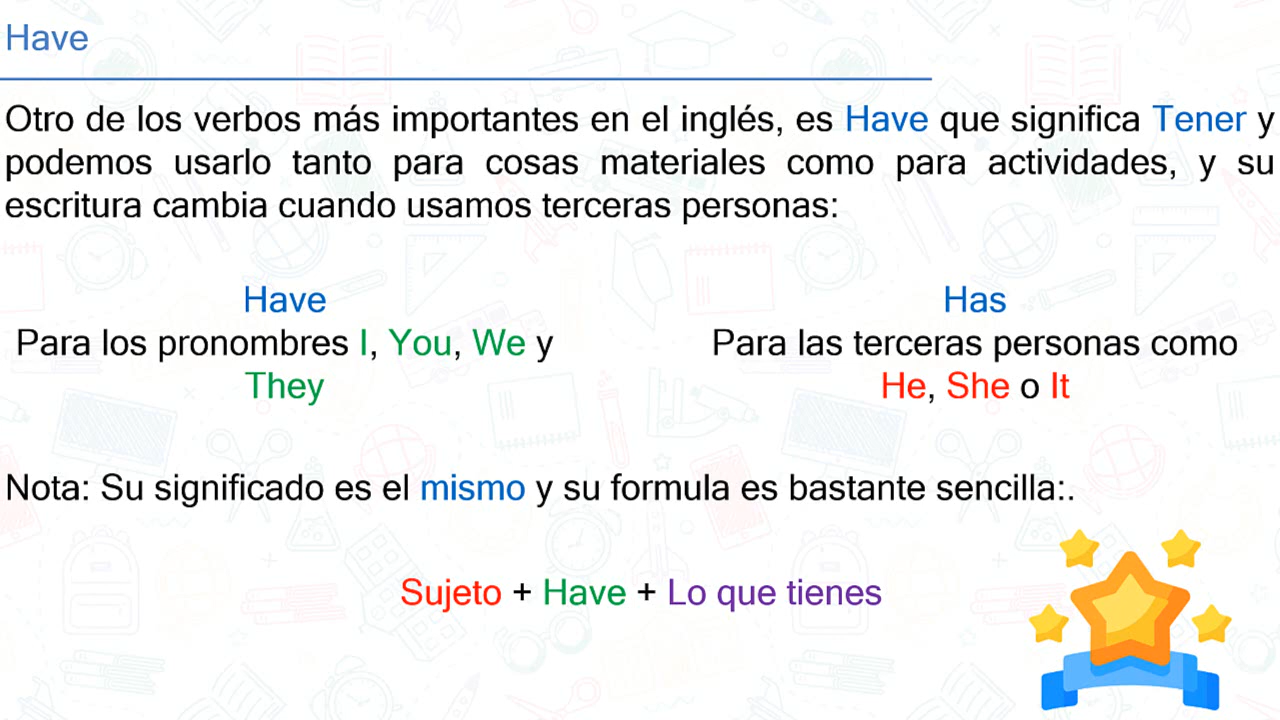 Have
Otro de los verbos más importantes en el inglés, es Have que significa Tener y
podemos usarlo tanto para cosas materiales como para actividades, y su
escritura cambia cuando usamos terceras personas:
Have
Para los pronombres I, You, We y
They
Has
Para las terceras personas como
He, She o It
Nota: Su significado es el mismo y su formula es bastante sencilla:.
Sujeto + Have + Lo que tienes